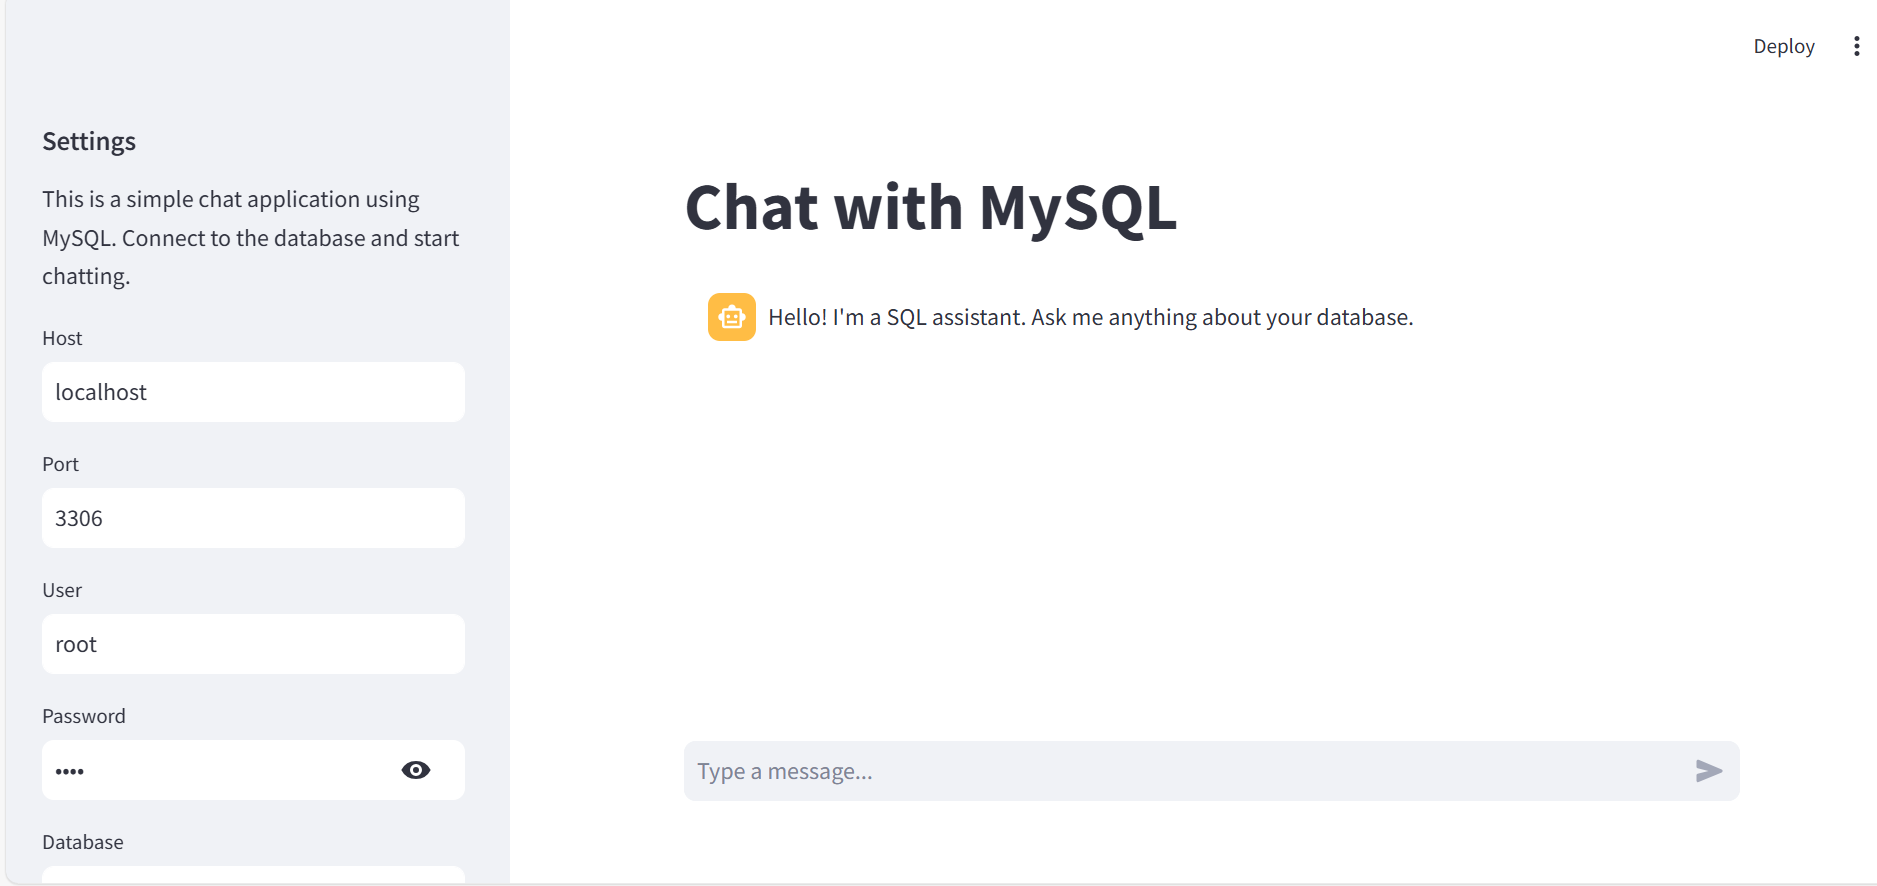 Deploy
Settings
This is a simple chat application using
MySQL. Connect to the database and start
chatting.
Host
localhost
Port
3306
User
root
Password
••••
Database
Chat with MySQL
Hello! I'm a SQL assistant. Ask me anything about your database.
Type a message...